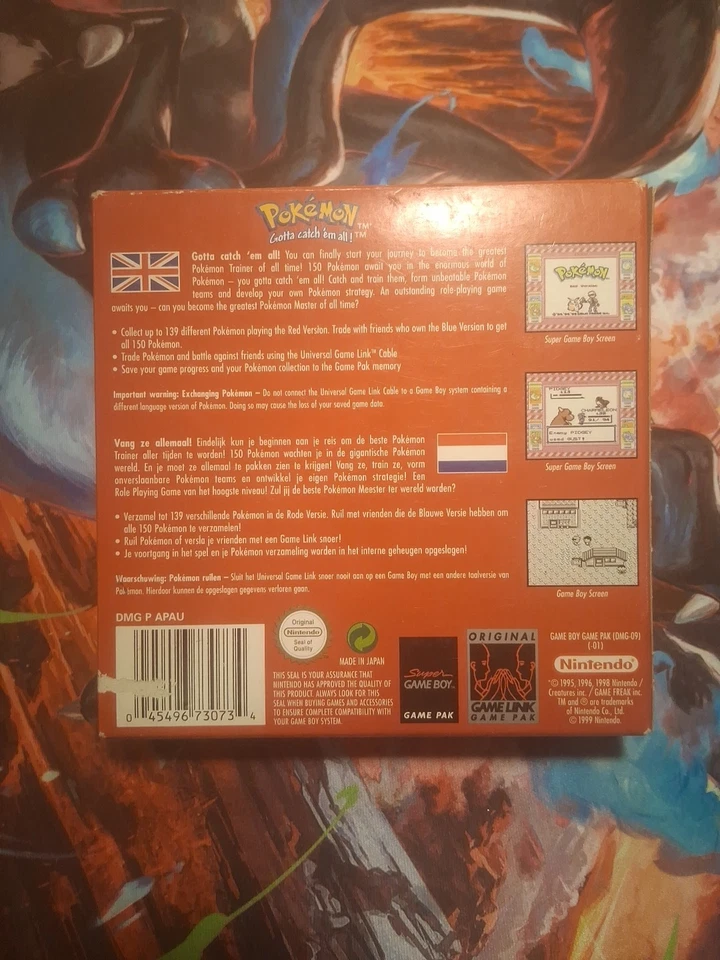 POKéMON™
Gotta catch 'em all!™
Gotta catch 'em all! You can finally start your journey to become the greatest
Pokémon Trainer of all time! 150 Pokémon await you in the enormous world of
Pokémon – you gotta catch 'em all! Catch and train them, form unbeatable Pokémon
teams and develop your own Pokémon strategy. An outstanding role-playing game
awaits you – can you become the greatest Pokémon Master of all time?
• Collect up to 139 different Pokémon playing the Red Version. Trade with friends who own the Blue Version to get
all 150 Pokémon.
• Trade Pokémon and battle against friends using the Universal Game Link™ Cable
• Save your game progress and your Pokémon collection to the Game Pak memory
Important warning: Exchanging Pokémon – Do not connect the Universal Game Link Cable to a Game Boy system containing a
different language version of Pokémon. Doing so may cause the loss of your saved game data.
Vang ze allemaal! Eindelijk kun je beginnen aan je reis om de beste Pokémon
Trainer aller tijden te worden! 150 Pokémon wachten je in de gigantische Pokémon
wereld. En je moet ze allemaal te pakken zien te krijgen! Vang ze, train ze, vorm
onverslaanbare Pokémon teams en ontwikkel je eigen Pokémon strategie! Een
Role Playing Game van het hoogste niveau! Zul jij de beste Pokémon Meester ter wereld worden?
• Verzamel tot 139 verschillende Pokémon in de Rode Versie. Ruil met vrienden die de Blauwe Versie hebben om
alle 150 Pokémon te verzamelen!
• Ruil Pokémon of versla je vrienden met een Game Link snoer!
• Je voortgang in het spel en je Pokémon verzameling worden in het interne geheugen opgeslagen!
Waarschuwing: Pokémon ruilen – Sluit het Universal Game Link snoer nooit aan op een Game Boy met een andere taalversie van
Pokémon. Hierdoor kunnen de opgeslagen gegevens verloren gaan.
POKéMON
Red Version
Super Game Boy Screen
PIDGEY
CHARMELEON
Enemy PIDGEY
used GUST!
Super Game Boy Screen
Game Boy Screen
DMG P APAU
0 45496 73073 4
Original
Nintendo
Seal of
Quality
MADE IN JAPAN
THIS SEAL IS YOUR ASSURANCE THAT
NINTENDO HAS APPROVED THE QUALITY OF
THIS PRODUCT. ALWAYS LOOK FOR THIS
SEAL WHEN BUYING GAMES AND ACCESSORIES
TO ENSURE COMPLETE COMPATIBILITY WITH
YOUR GAME BOY SYSTEM.
Super
GAME BOY™
GAME PAK
ORIGINAL
GAME LINK
GAME PAK
GAME BOY GAME PAK (DMG-09)
(-01)
Nintendo®
"© 1995, 1996, 1998 Nintendo /
Creatures inc. / GAME FREAK inc.
TM and ® are trademarks
of Nintendo Co., Ltd.
© 1999 Nintendo.